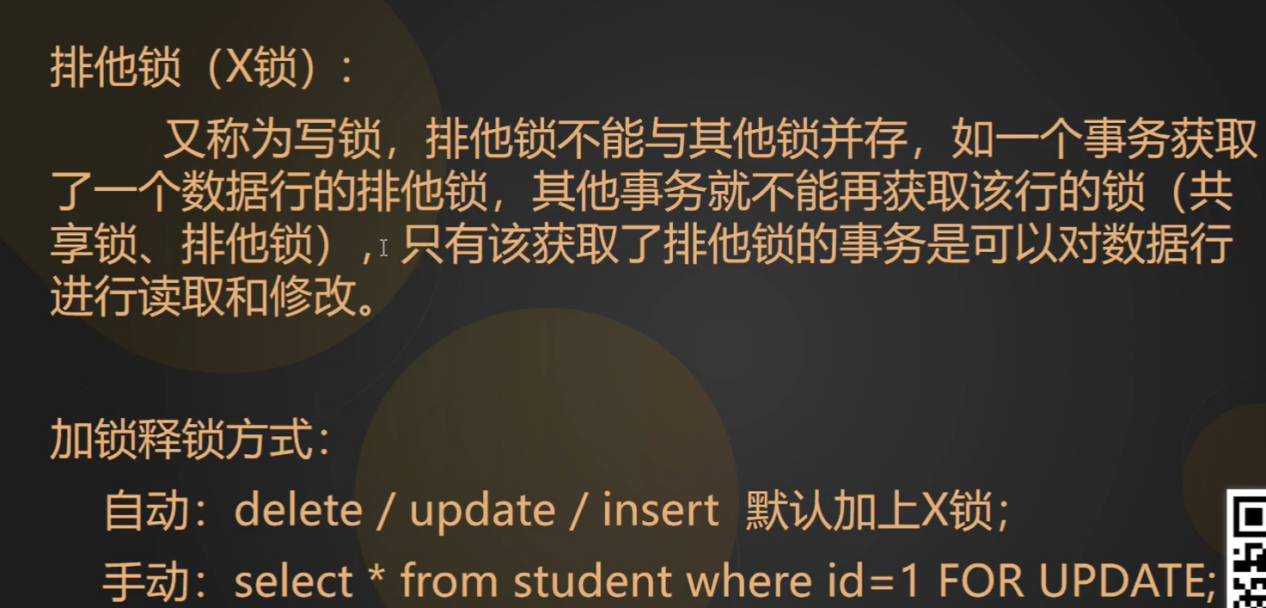 排他锁（X锁）：
又称为写锁，排他锁不能与其他锁并存，如一个事务获取
了一个数据行的排他锁，其他事务就不能再获取该行的锁（共
享锁、排他锁），只有该获取了排他锁的事务是可以对数据行
进行读取和修改。
加锁释锁方式：
自动：delete / update / insert 默认加上X锁；
手动：select * from student where id=1 FOR UPDATE;